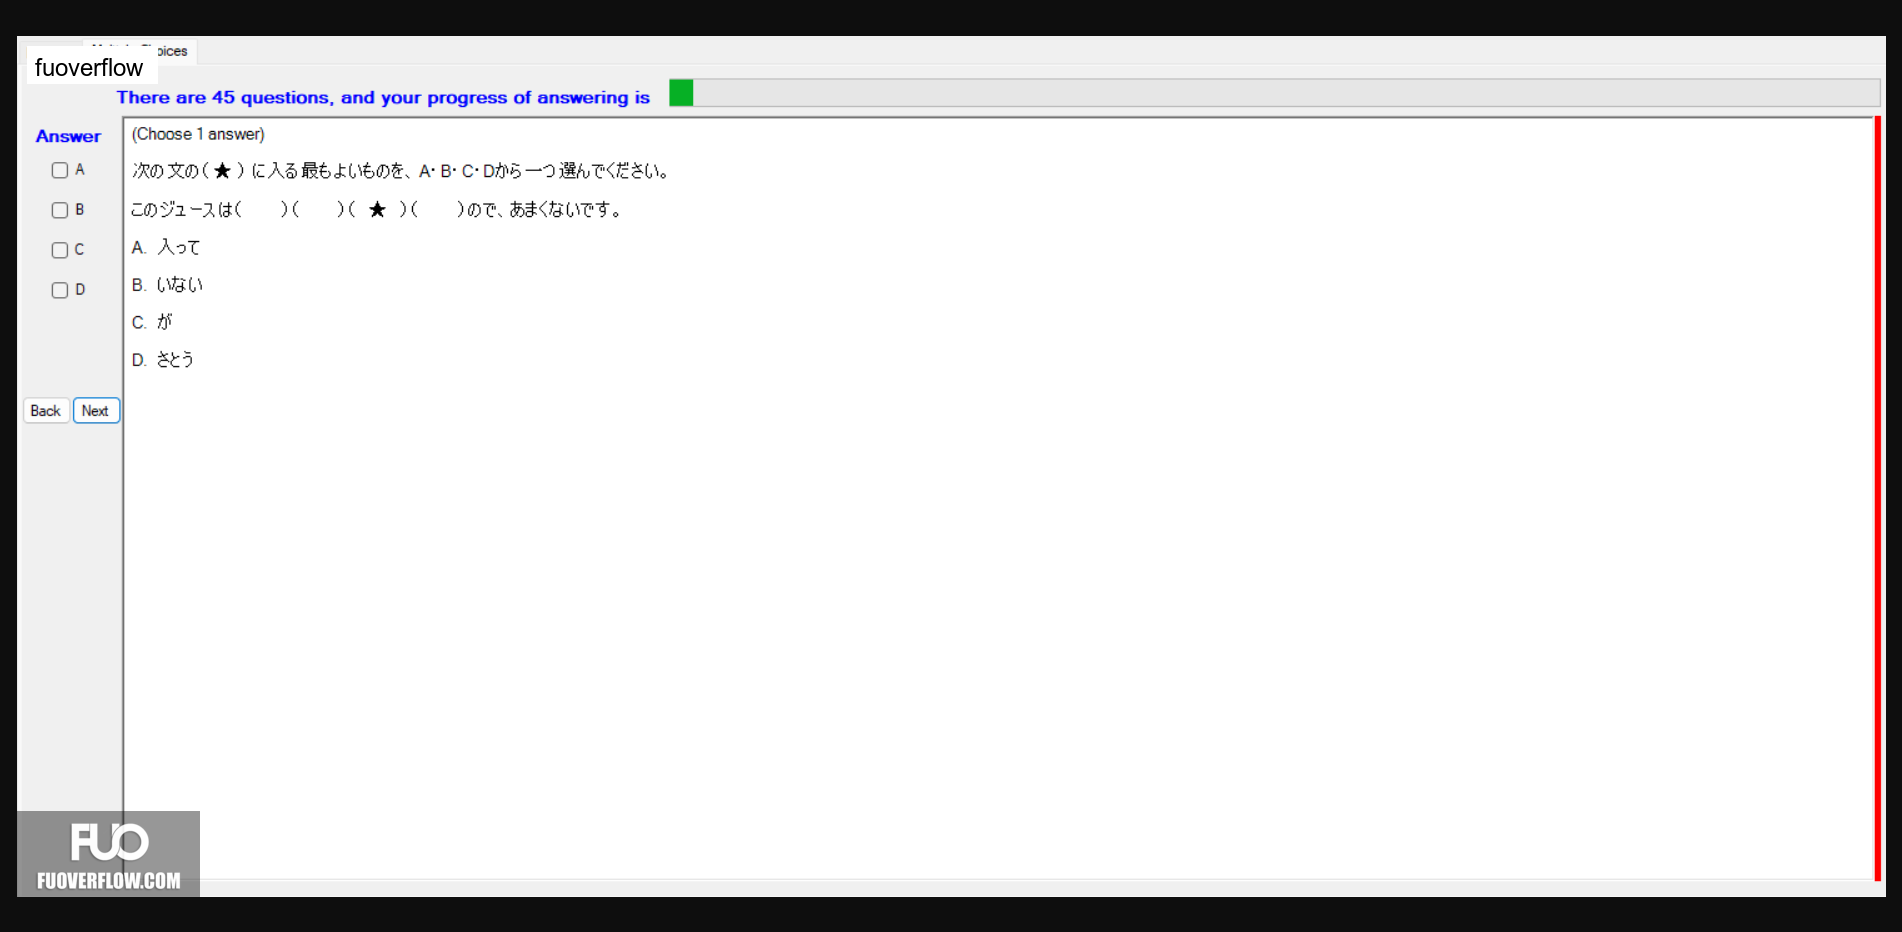 Choices
fuoverflow
There are 45 questions, and your progress of answering is
Answer
(Choose 1 answer)
A
次の文の(★)に入る最もよいものを、A・B・C・Dから一つ選んでください。
B
このジュースは(　　)(　　)( ★ )(　　)ので、あまくないです。
A. 入って
C
B. いない
D
C. が
D. さとう
Back Next
FUO
FUOVERFLOW.COM